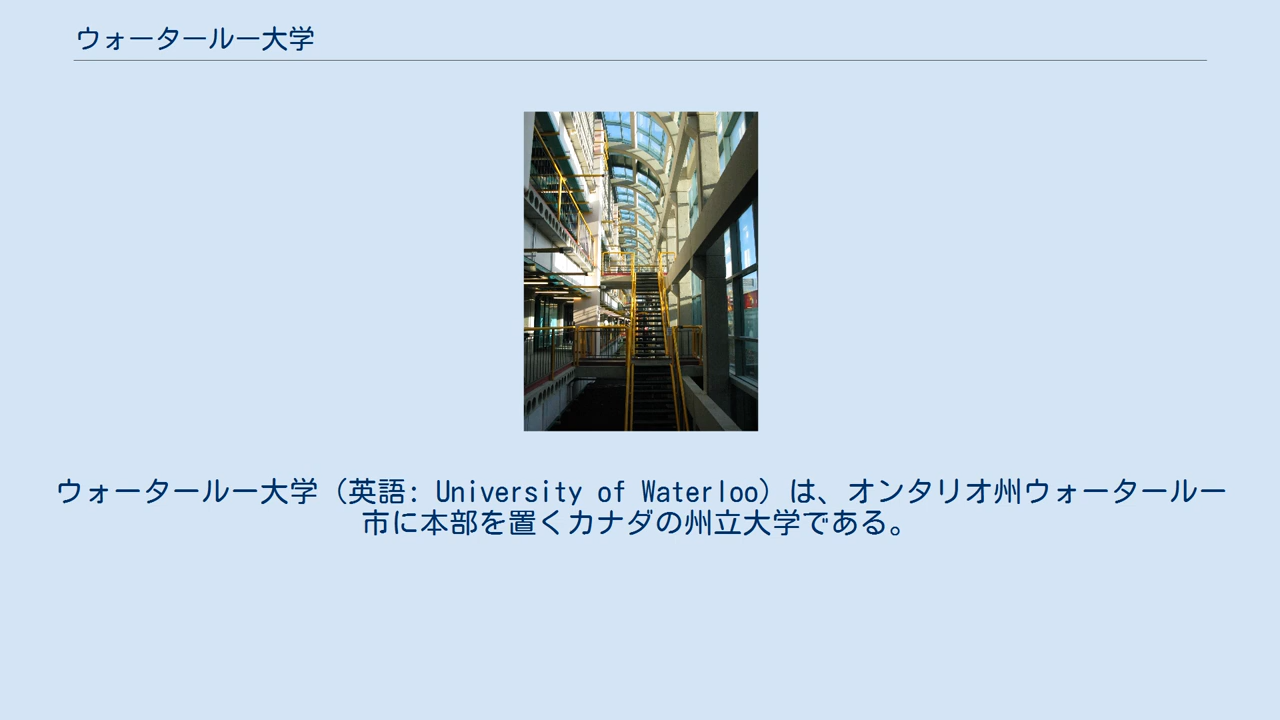 ウォータールー大学
ウォータールー大学（英語: University of Waterloo）は、オンタリオ州ウォータールー
市に本部を置くカナダの州立大学である。